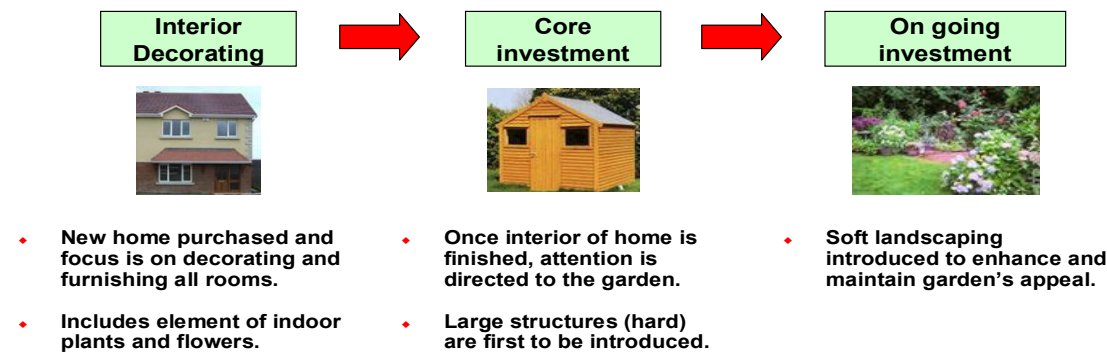 Interior
Decorating
Core
investment
On going
investment
New home purchased and
focus is on decorating and
furnishing all rooms.
Includes element of indoor
plants and flowers.
Once interior of home is
finished, attention is
directed to the garden.
Large structures (hard)
are first to be introduced.
Soft landscaping
introduced to enhance and
maintain garden's appeal.